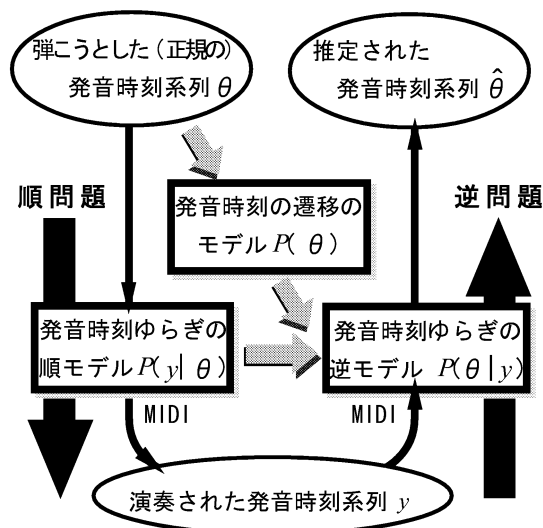 弾こうとした(正規の)
発音時刻系列 θ
推定された
発音時刻系列 θ̂
順問題
逆問題
発音時刻の遷移の
モデル P( θ )
発音時刻ゆらぎの
順モデル P( y| θ )
発音時刻ゆらぎの
逆モデル P( θ | y )
MIDI
MIDI
演奏された発音時刻系列 y